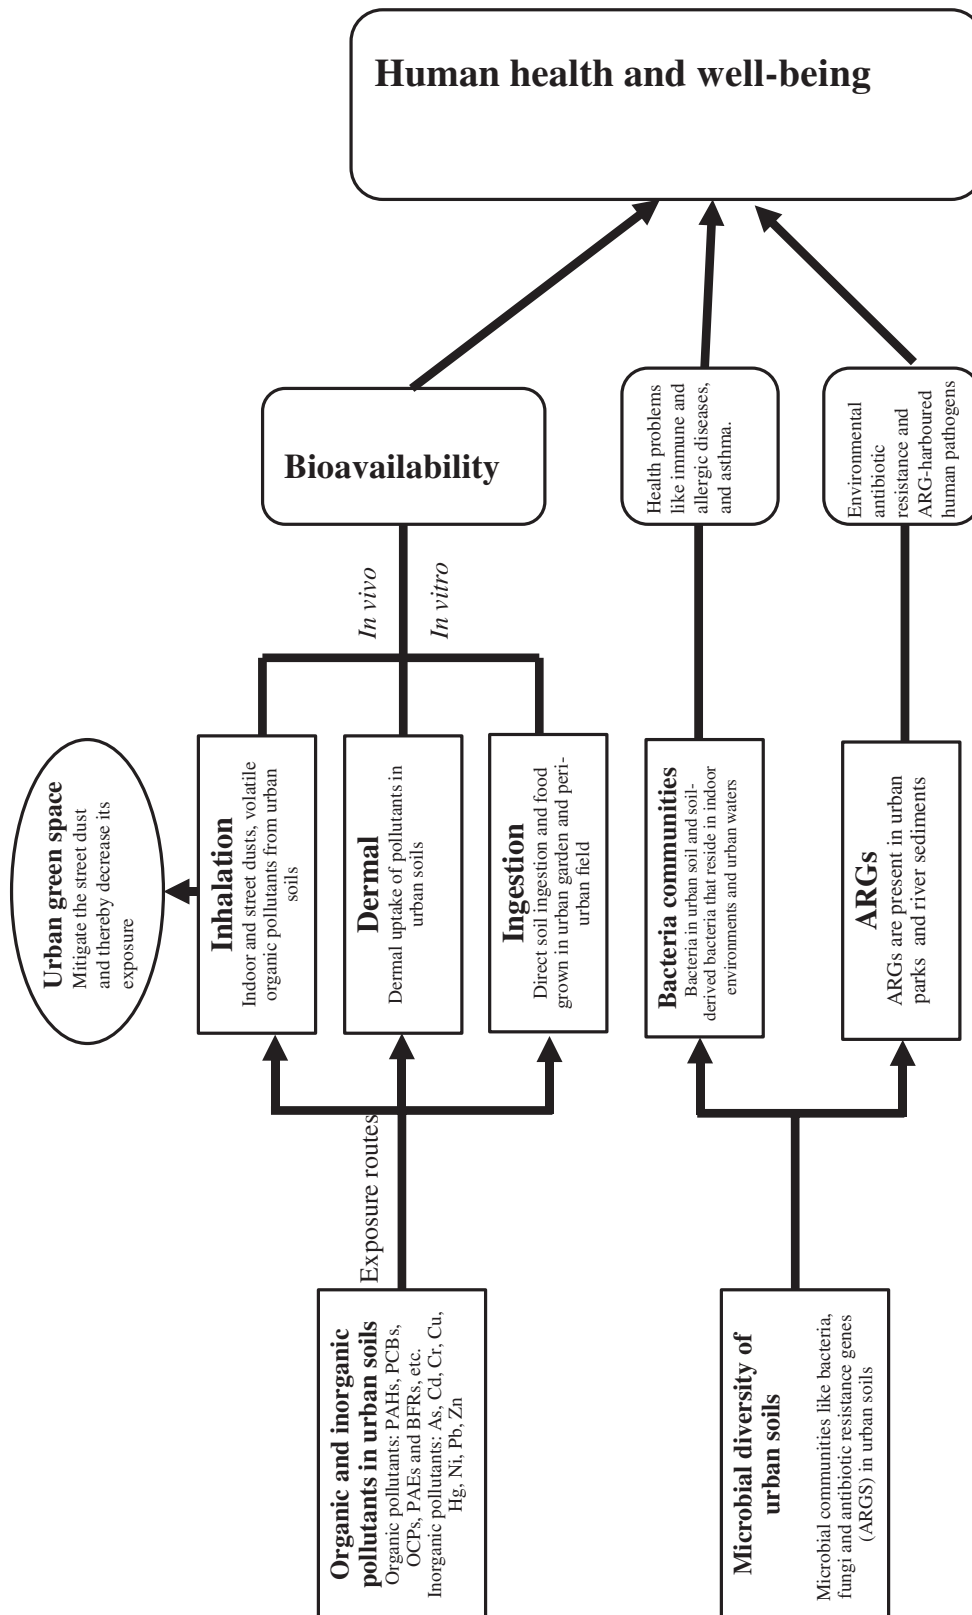 Organic and inorganic
pollutants in urban soils
Organic pollutants: PAHs, PCBs,
OCPs, PAEs and BFRs, etc.
Inorganic pollutants: As, Cd, Cr, Cu,
Hg, Ni, Pb, Zn
Microbial diversity of
urban soils
Microbial communities like bacteria,
fungi and antibiotic resistance genes
(ARGS) in urban soils
Exposure routes
Urban green space
Mitigate the street dust
and thereby decrease its
exposure
Inhalation
Indoor and street dusts, volatile
organic pollutants from urban
soils
Dermal
Dermal uptake of pollutants in
urban soils
Ingestion
Direct soil ingestion and food
grown in urban garden and peri-
urban field
Bacteria communities
Bacteria in urban soil and soil-
derived bacteria that reside in indoor
environments and urban waters
ARGs
ARGs are present in urban
parks and river sediments
In vivo
In vitro
Bioavailability
Health problems
like immune and
allergic diseases,
and asthma.
Environmental
antibiotic
resistance and
ARG-harboured
human pathogens
Human health and well-being